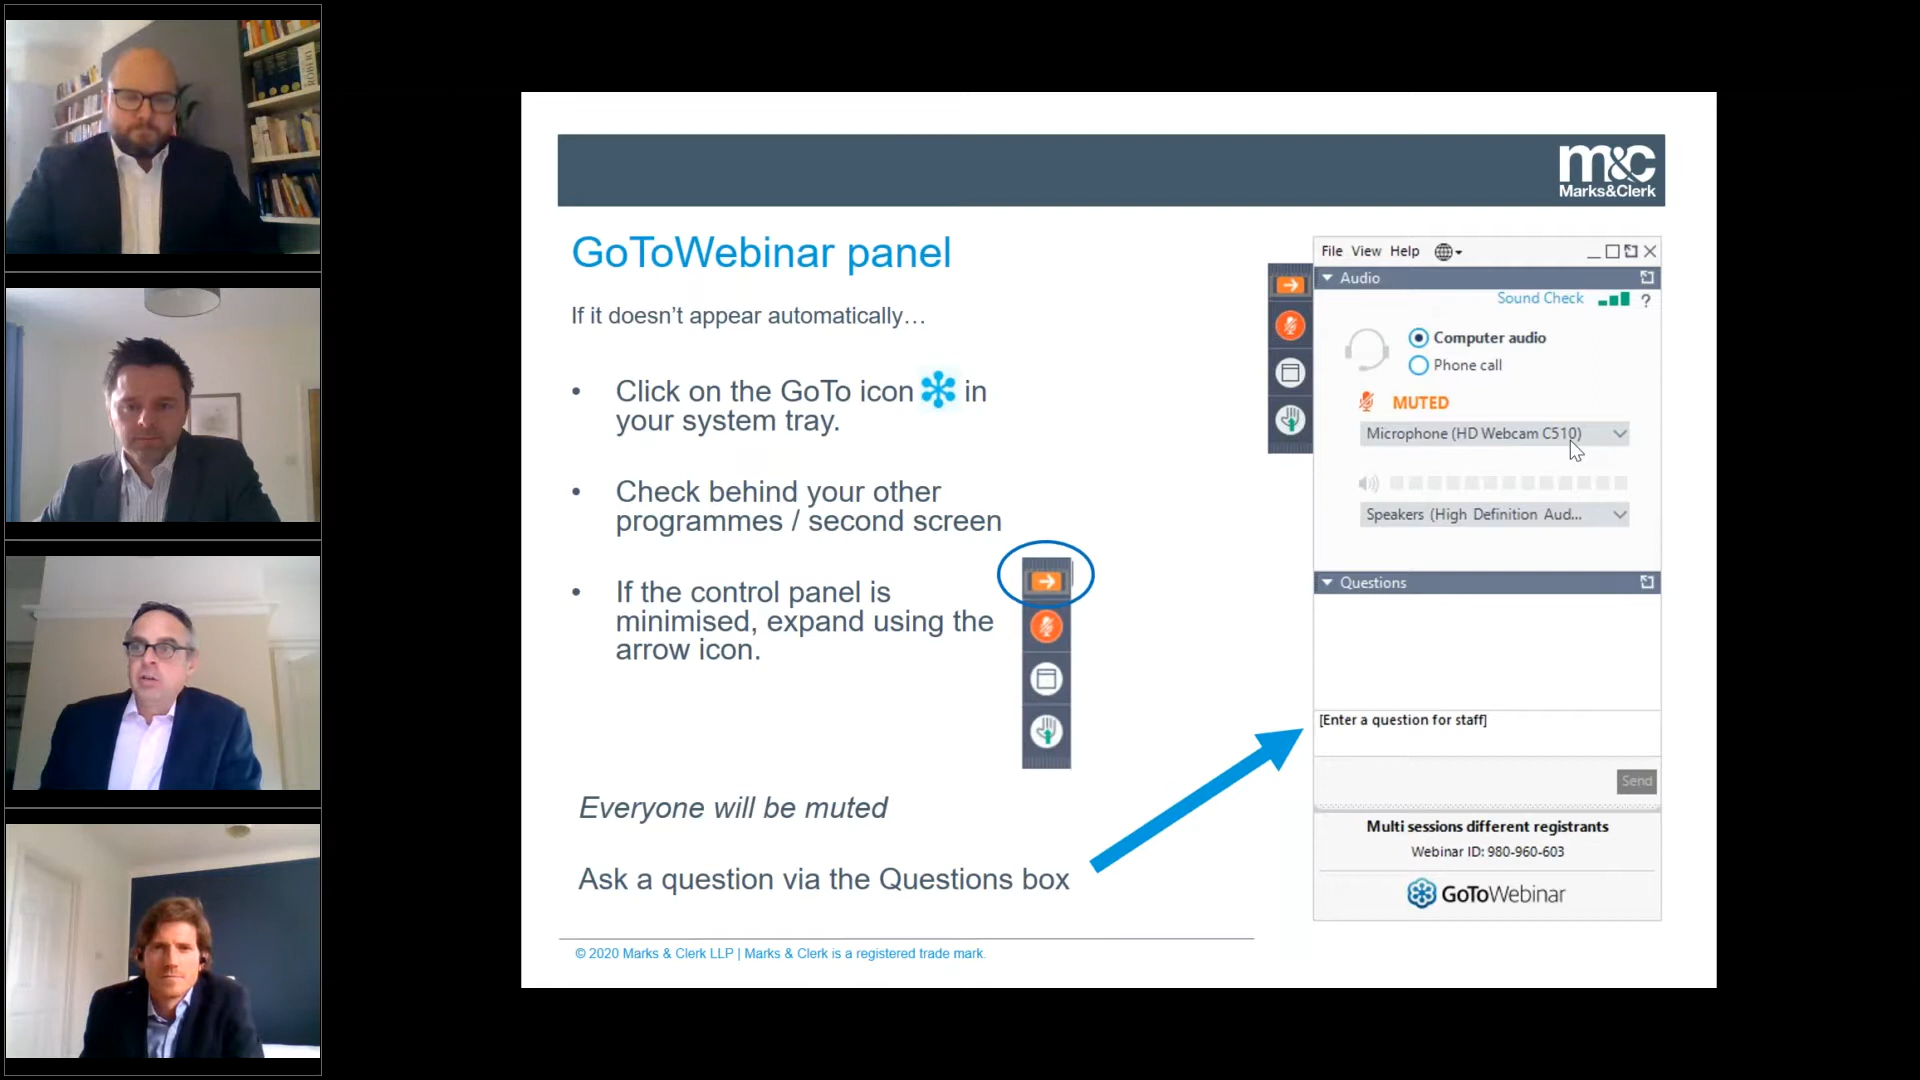 m&c
Marks&Clerk
GoToWebinar panel
If it doesn't appear automatically…
• Click on the GoTo icon in
your system tray.
• Check behind your other
programmes / second screen
• If the control panel is
minimised, expand using the
arrow icon.
Everyone will be muted
Ask a question via the Questions box
© 2020 Marks & Clerk LLP | Marks & Clerk is a registered trade mark.
File View Help
Audio
Sound Check ?
Computer audio
Phone call
MUTED
Microphone (HD Webcam C510)
Speakers (High Definition Aud...
Questions
[Enter a question for staff]
Send
Multi sessions different registrants
Webinar ID: 980-960-603
GoToWebinar